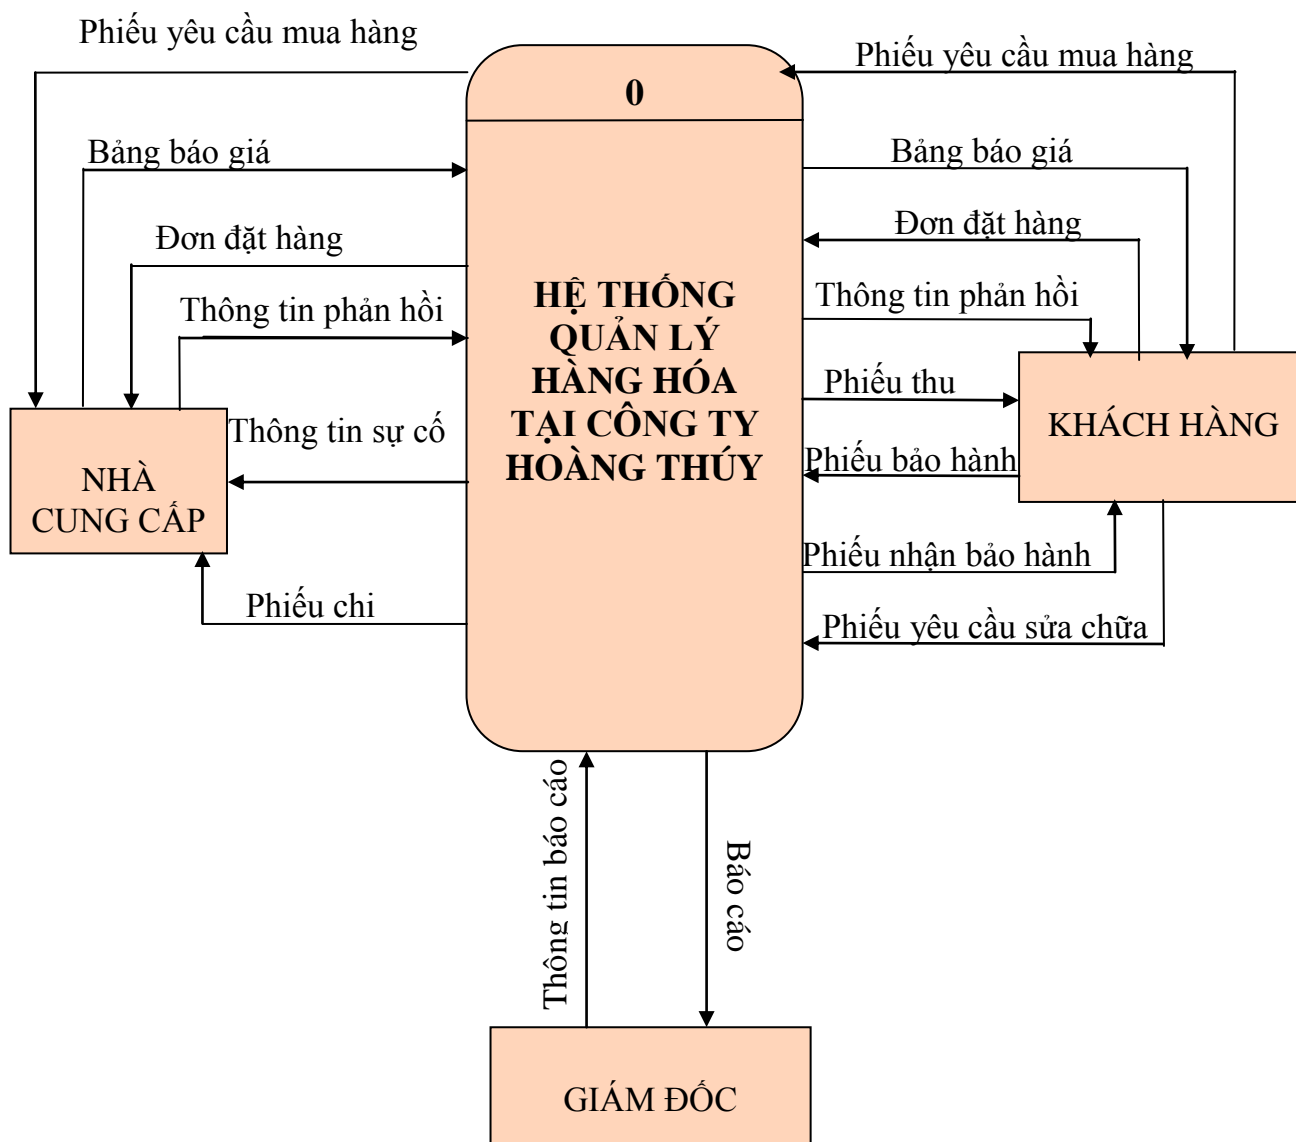 Phiếu yêu cầu mua hàng
Phiếu yêu cầu mua hàng
0
Bảng báo giá
Bảng báo giá
Đơn đặt hàng
Đơn đặt hàng
Thông tin phản hồi
Thông tin phản hồi
HỆ THỐNG
QUẢN LÝ
HÀNG HÓA
TẠI CÔNG TY
HOÀNG THÚY
Phiếu thu
KHÁCH HÀNG
Thông tin sự cố
Phiếu bảo hành
NHÀ
CUNG CẤP
Phiếu nhận bảo hành
Phiếu chi
Phiếu yêu cầu sửa chữa
Thông tin báo cáo
Báo cáo
GIÁM ĐỐC